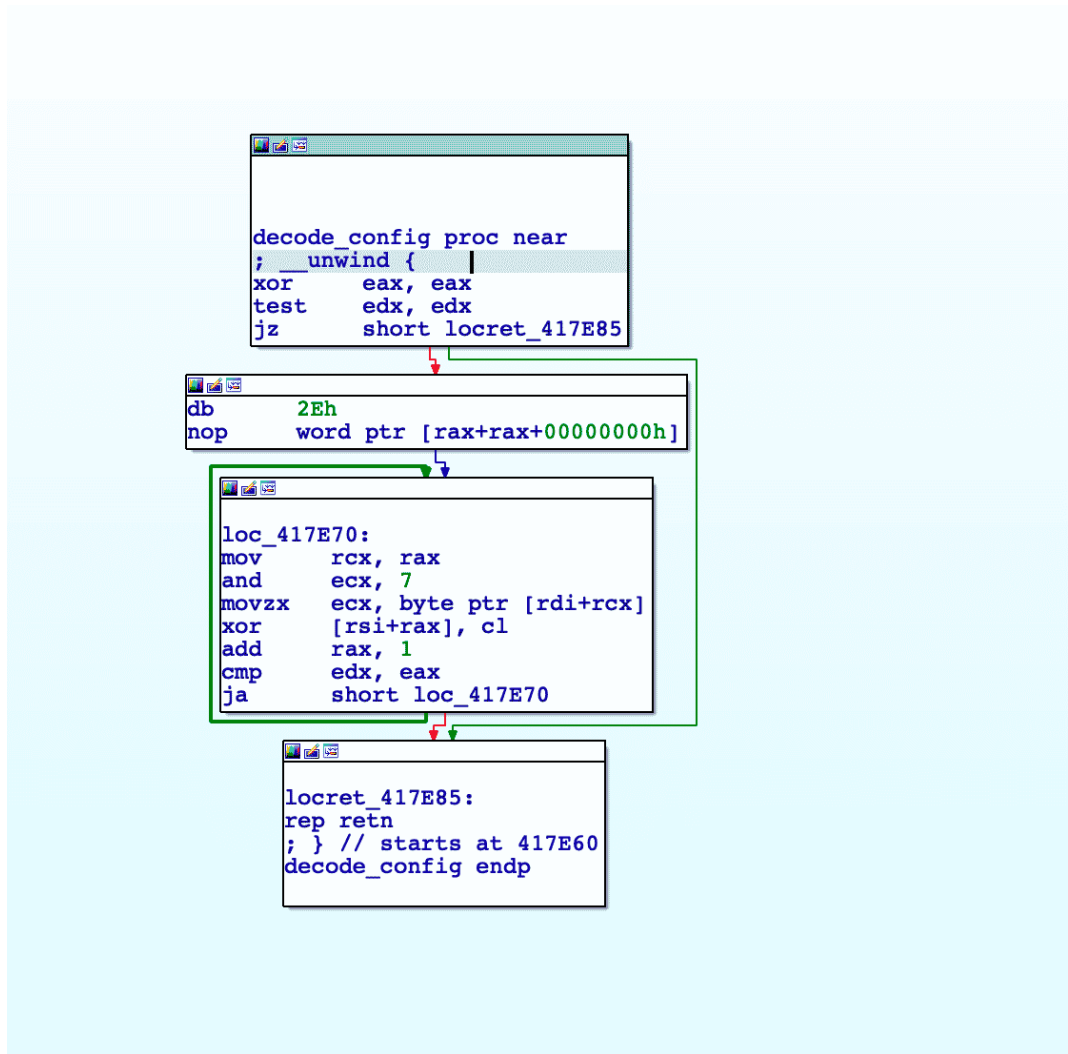 decode_config proc near
; __unwind {
xor eax, eax
test edx, edx
jz short locret_417E85
db 2Eh
nop word ptr [rax+rax+00000000h]
loc_417E70:
mov rcx, rax
and ecx, 7
movzx ecx, byte ptr [rdi+rcx]
xor [rsi+rax], cl
add rax, 1
cmp edx, eax
ja short loc_417E70
locret_417E85:
rep retn
; } // starts at 417E60
decode_config endp